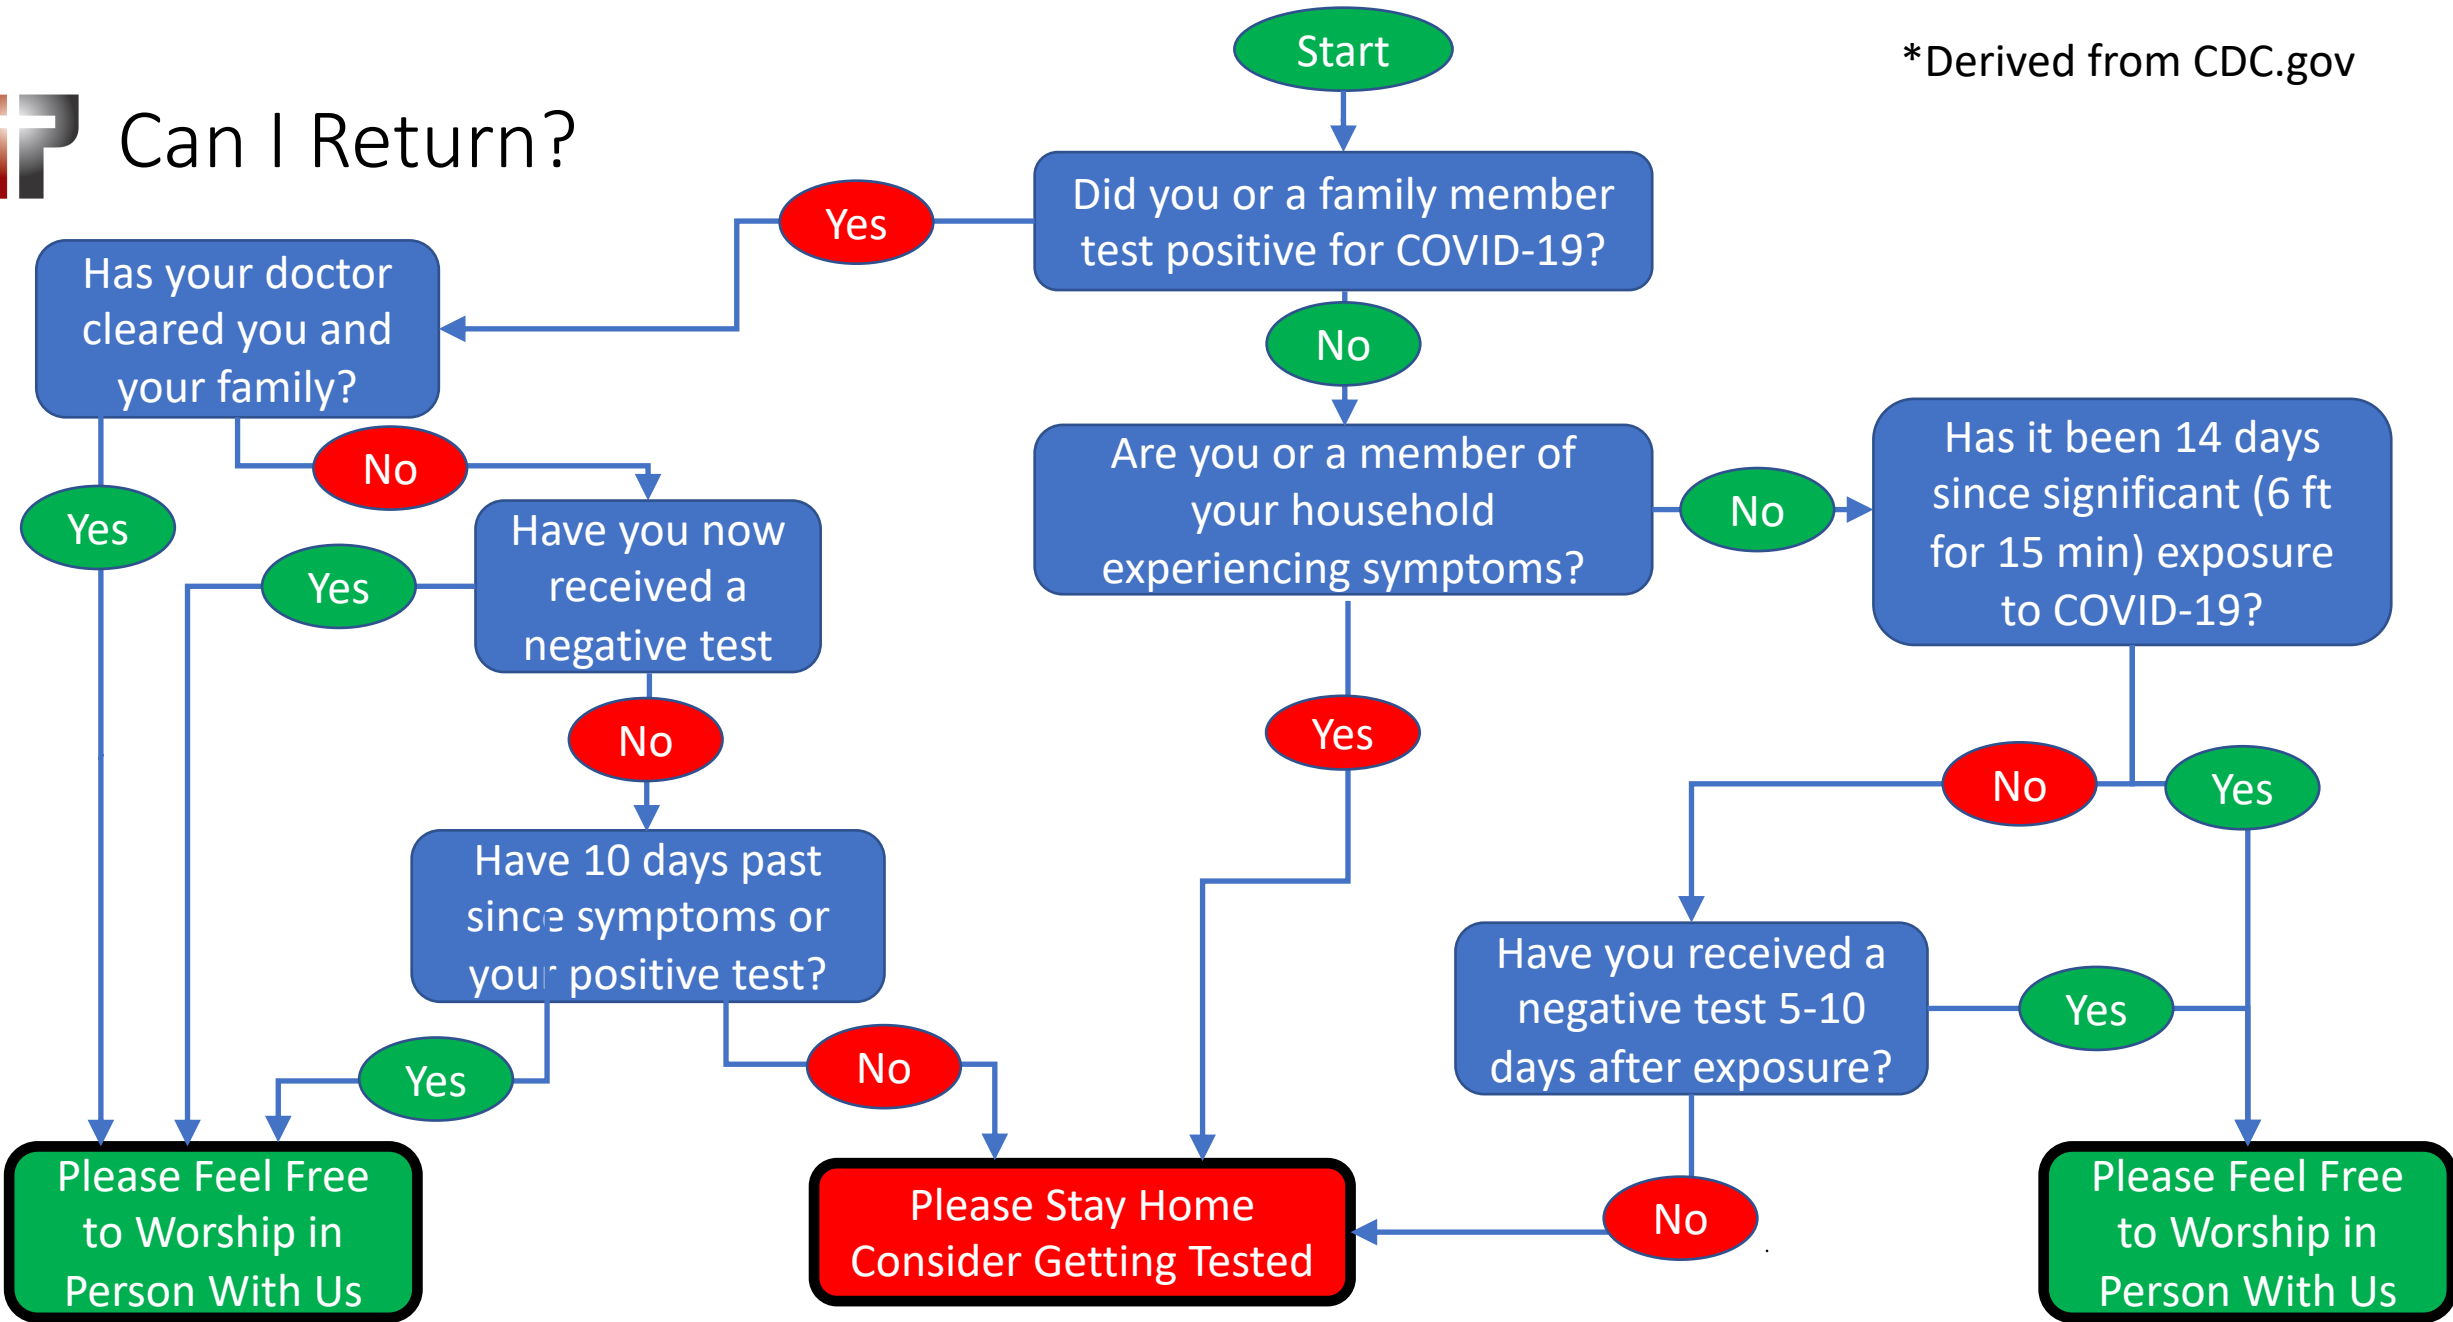 Start
*Derived from CDC.gov
Can I Return?
Did you or a family member
test positive for COVID-19?
Yes
No
Has your doctor
cleared you and
your family?
No
Yes
Have you now
received a
negative test
Yes
No
Have 10 days past
since symptoms or
your positive test?
Yes
No
Are you or a member of
your household
experiencing symptoms?
No
Yes
Has it been 14 days
since significant (6 ft
for 15 min) exposure
to COVID-19?
No
Yes
Have you received a
negative test 5-10
days after exposure?
Yes
No
Please Feel Free
to Worship in
Person With Us
Please Stay Home
Consider Getting Tested
Please Feel Free
to Worship in
Person With Us